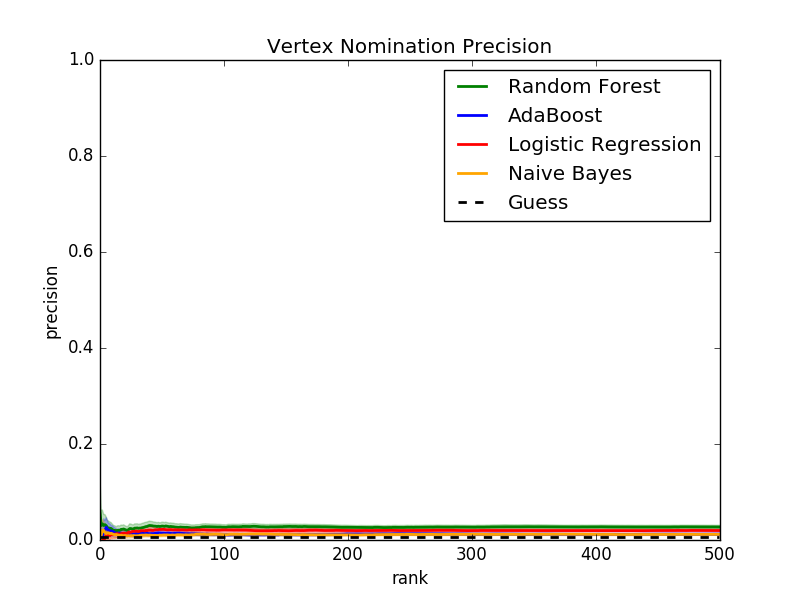 Vertex Nomination Precision
1.0
0.8
0.6
0.4
0.2
0.0
precision
Random Forest
AdaBoost
Logistic Regression
Naive Bayes
Guess
0 100 200 300 400 500
rank